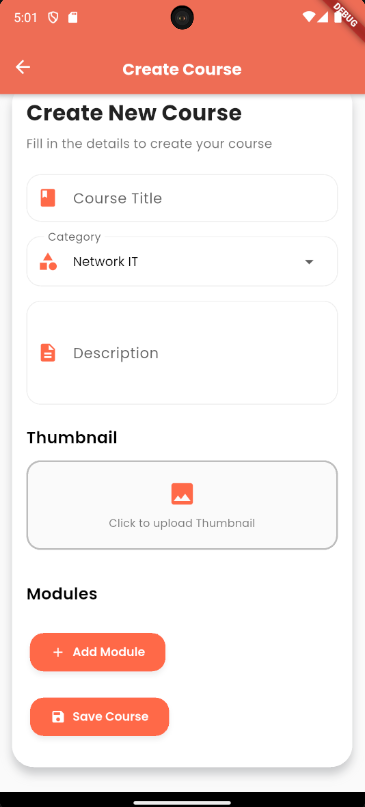 5:01
DEBUG
Create Course
Create New Course
Fill in the details to create your course
Course Title
Category
Network IT
Description
Thumbnail
Click to upload Thumbnail
Modules
+ Add Module
Save Course